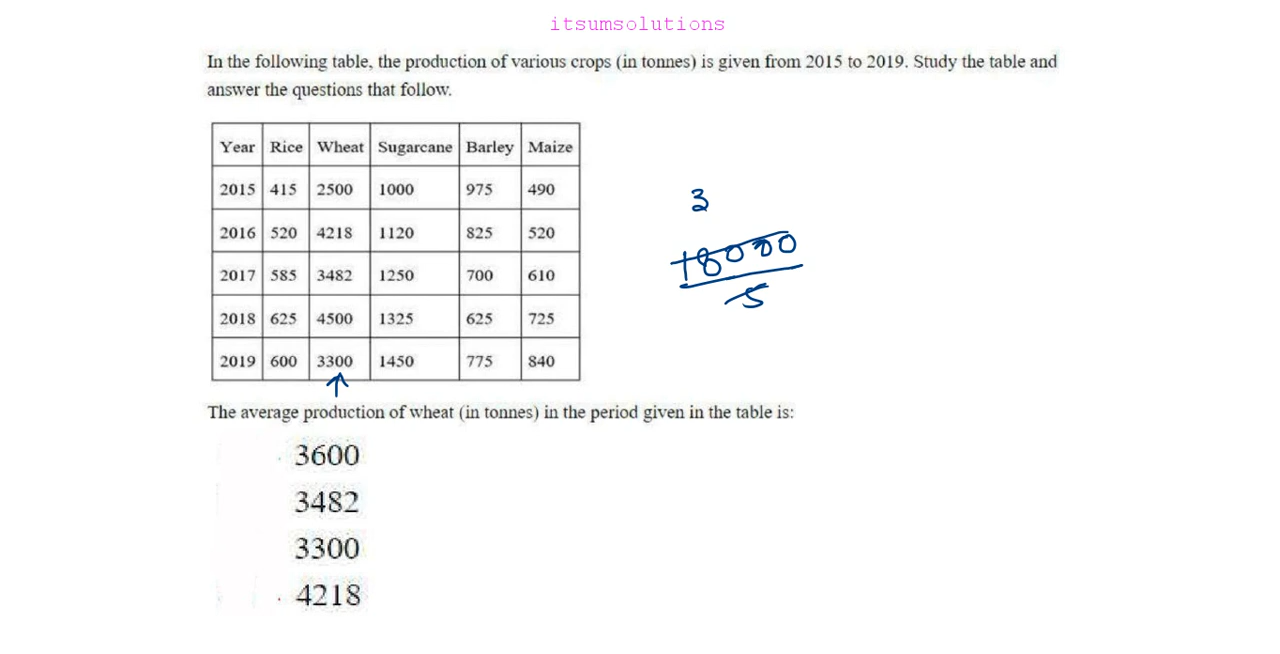 itsumsolutions
In the following table, the production of various crops (in tonnes) is given from 2015 to 2019. Study the table and
answer the questions that follow.
Year Rice Wheat Sugarcane Barley Maize
2015 415 2500 1000 975 490
2016 520 4218 1120 825 520
2017 585 3482 1250 700 610
2018 625 4500 1325 625 725
2019 600 3300 1450 775 840
3
18000
5
The average production of wheat (in tonnes) in the period given in the table is:
3600
3482
3300
4218